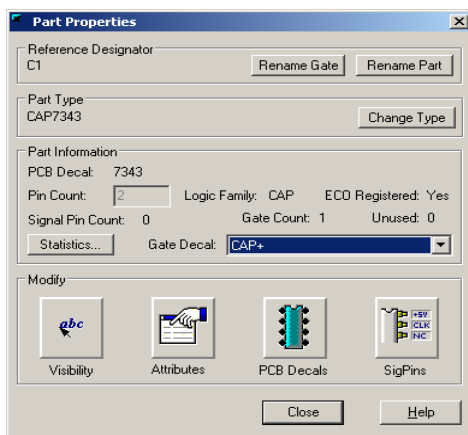 Part Properties
Reference Designator
C1
Rename Gate
Rename Part
Part Type
CAP7343
Change Type
Part Information
PCB Decal: 7343
Pin Count: 2 Logic Family: CAP ECO Registered: Yes
Signal Pin Count: 0 Gate Count: 1 Unused: 0
Statistics... Gate Decal: CAP+
Modify
abc
+5V
CLK
NC
Visibility Attributes PCB Decals SigPins
Close Help